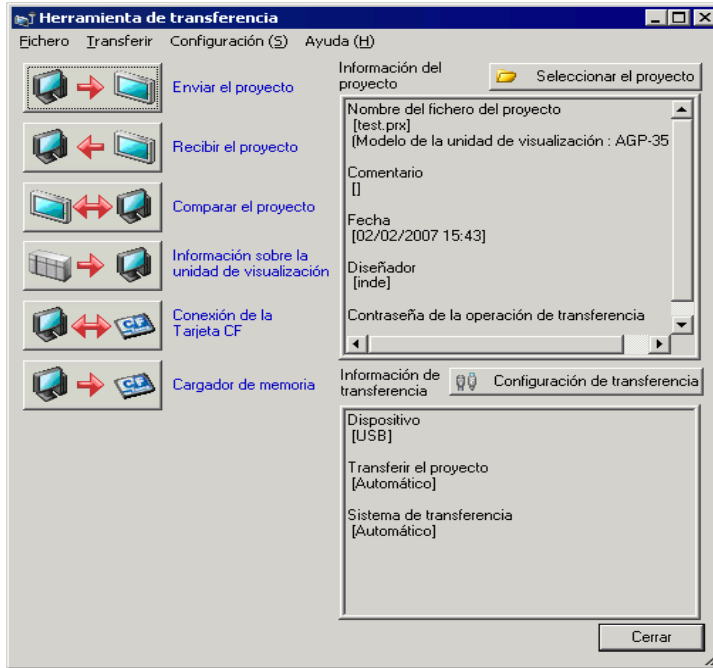 Herramienta de transferencia
Fichero Transferir Configuración (S) Ayuda (H)
Enviar el proyecto
Recibir el proyecto
Comparar el proyecto
Información sobre la
unidad de visualización
Conexión de la
Tarjeta CF
Cargador de memoria
Información del
proyecto
Seleccionar el proyecto
Nombre del fichero del proyecto
[test.prx]
(Modelo de la unidad de visualización : AGP-35
Comentario
[]
Fecha
[02/02/2007 15:43]
Diseñador
[inde]
Contraseña de la operación de transferencia
Información de
transferencia
Configuración de transferencia
Dispositivo
[USB]
Transferir el proyecto
[Automático]
Sistema de transferencia
[Automático]
Cerrar